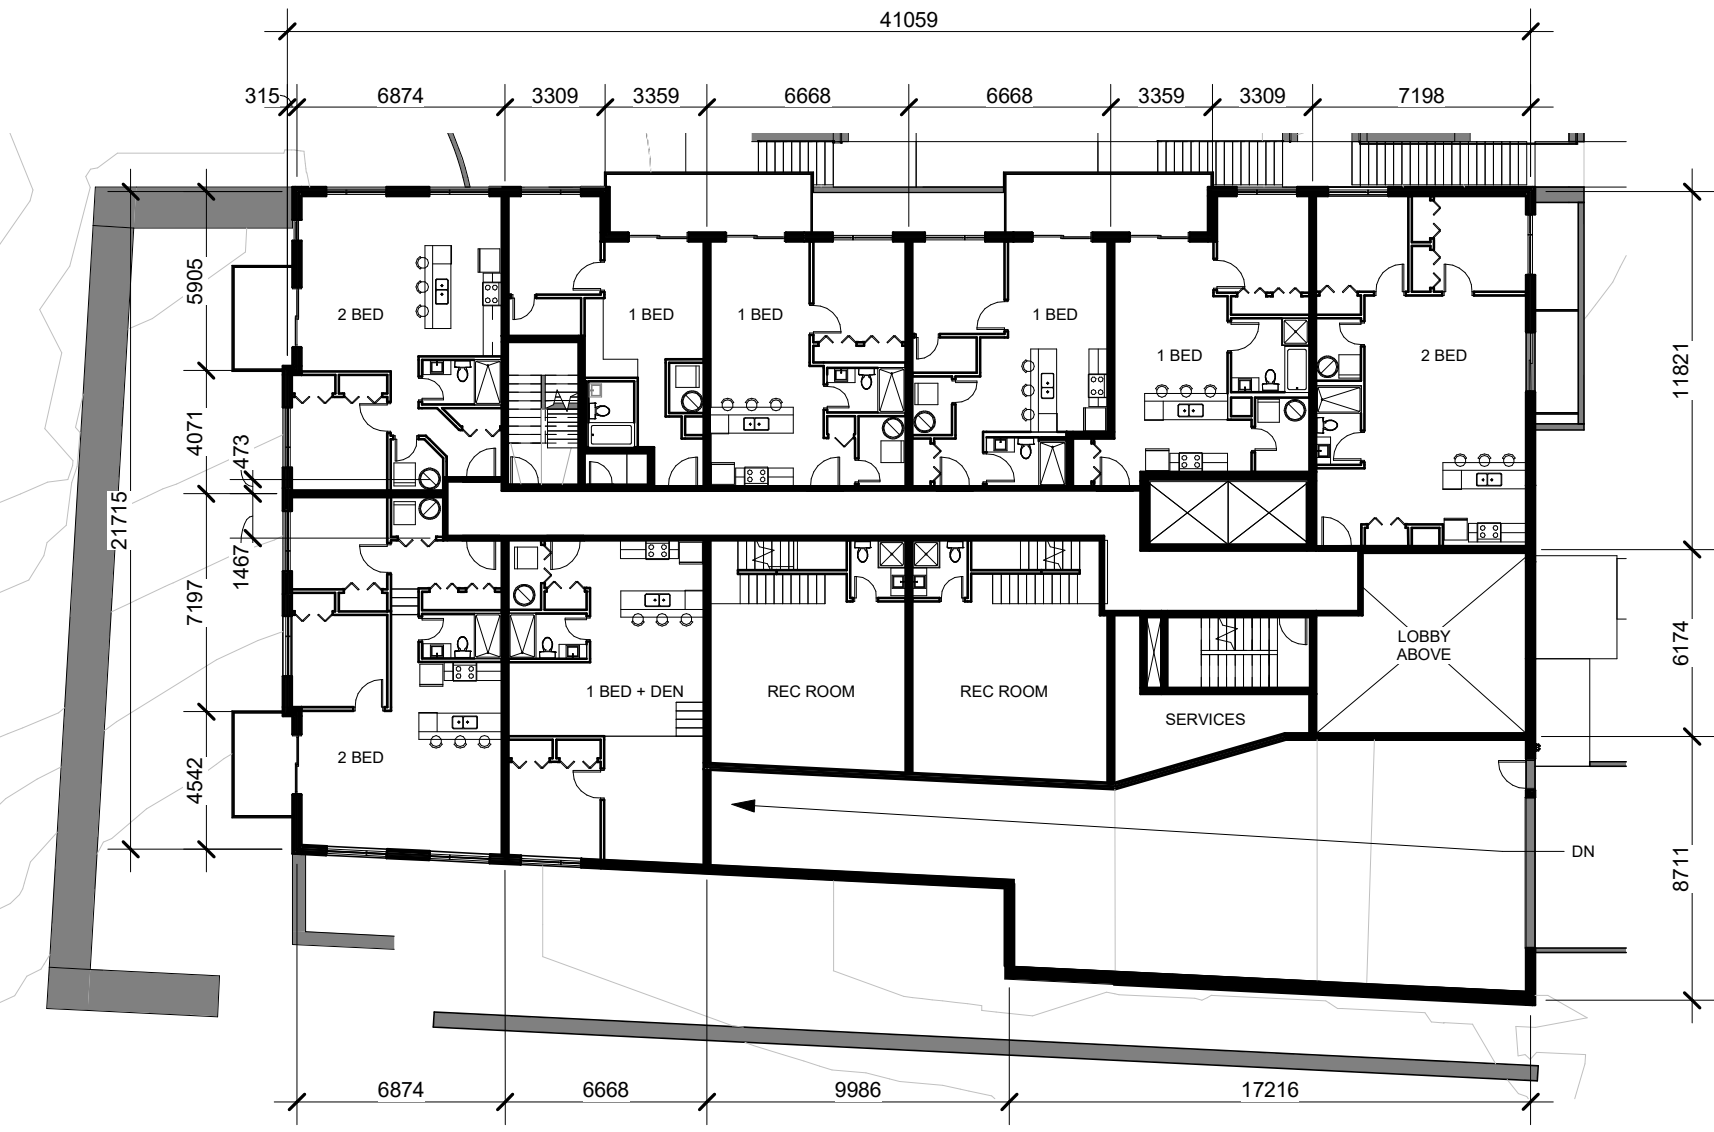 41059
315
6874
3309
3359
6668
6668
3359
3309
7198
5905
4071
473
21715
1467
7197
4542
11821
6174
8711
2 BED
1 BED
1 BED
1 BED
1 BED
2 BED
LOBBY
ABOVE
1 BED + DEN
REC ROOM
REC ROOM
SERVICES
2 BED
DN
6874
6668
9986
17216